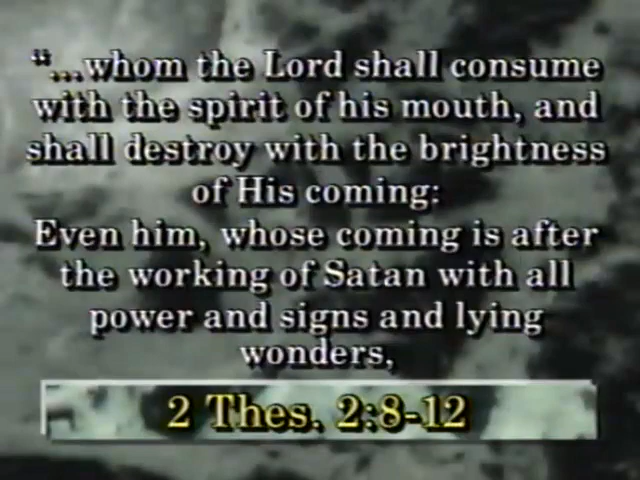 “...whom the Lord shall consume
with the spirit of his mouth, and
shall destroy with the brightness
of His coming:
Even him, whose coming is after
the working of Satan with all
power and signs and lying
wonders,
2 Thes. 2:8-12